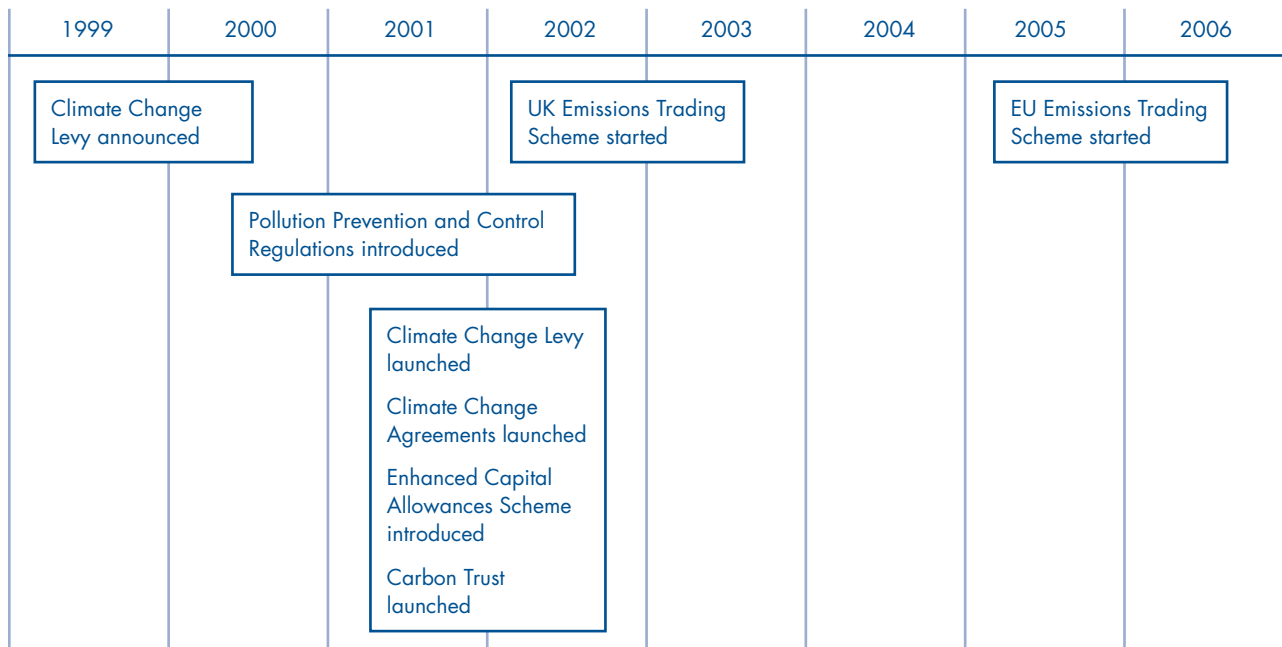 1999 2000 2001 2002 2003 2004 2005 2006
Climate Change
Levy announced
UK Emissions Trading
Scheme started
EU Emissions Trading
Scheme started
Pollution Prevention and Control
Regulations introduced
Climate Change Levy
launched
Climate Change
Agreements launched
Enhanced Capital
Allowances Scheme
introduced
Carbon Trust
launched